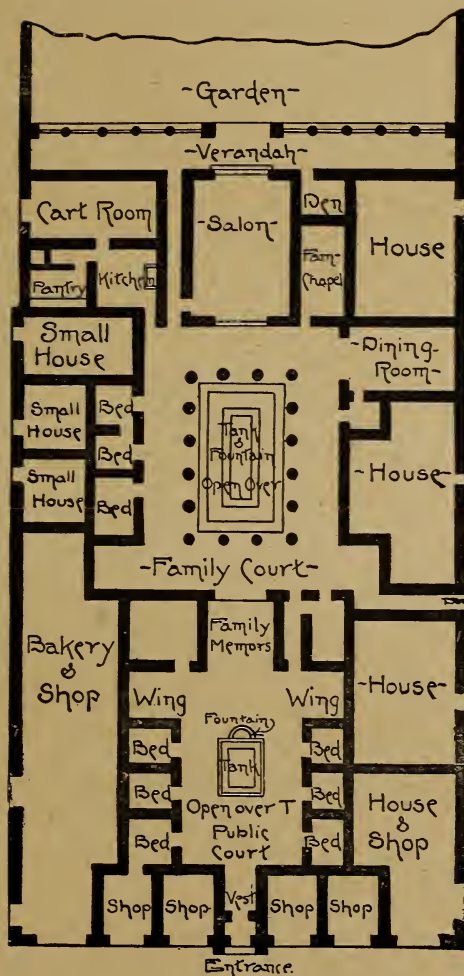 -Garden-
-Verandah-
Cart Room
-Salon-
Den
House
Pantry
Kitchen
Fam-
Chapel
Small
House
-Dining-
Room-
Small
House
Bed
Tank
&
Fountain
Open Over
Bed
-House-
Small
House
Bed
-Family Court-
Bakery
&
Shop
Family
Memors
-House-
Wing
Wing
Fountain
Tank
Bed
Bed
Bed
Bed
Open over T
Public
Court
House
&
Shop
Bed
Bed
Shop
Shop
Vest
Shop
Shop
Entrance.